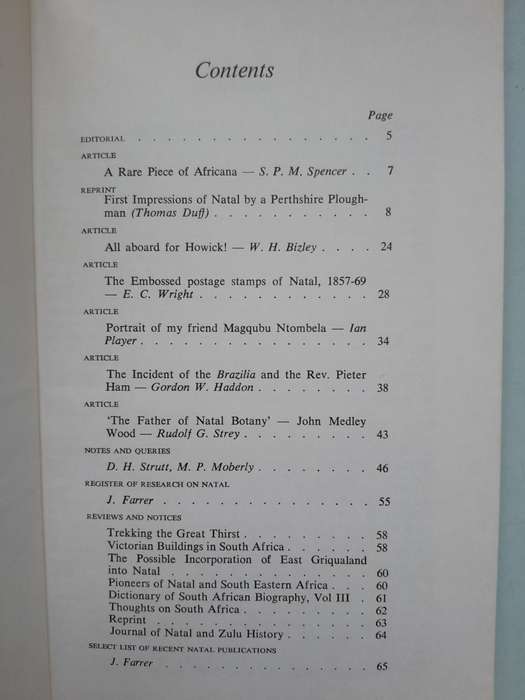 Contents
Page
EDITORIAL . . . . . . . . . . . . . . . 5
ARTICLE
A Rare Piece of Africana — S. P. M. Spencer . . 7
REPRINT
First Impressions of Natal by a Perthshire Plough-
man (Thomas Duff) . . . . . . . . . . . 8
ARTICLE
All aboard for Howick! — W. H. Bizley . . . . 24
ARTICLE
The Embossed postage stamps of Natal, 1857-69
— E. C. Wright . . . . . . . . . . . . 28
ARTICLE
Portrait of my friend Magqubu Ntombela — Ian
Player . . . . . . . . . . . . . . . . 34
ARTICLE
The Incident of the Brazilia and the Rev. Pieter
Ham — Gordon W. Haddon . . . . . . . . 38
ARTICLE
'The Father of Natal Botany' — John Medley
Wood — Rudolf G. Strey . . . . . . . . . 43
NOTES AND QUERIES
D. H. Strutt, M. P. Moberly . . . . . . . . 46
REGISTER OF RESEARCH ON NATAL
J. Farrer . . . . . . . . . . . . . . 55
REVIEWS AND NOTICES
Trekking the Great Thirst . . . . . . . . . 58
Victorian Buildings in South Africa . . . . . . 58
The Possible Incorporation of East Griqualand
into Natal . . . . . . . . . . . . . 60
Pioneers of Natal and South Eastern Africa . . . 60
Dictionary of South African Biography, Vol III . 61
Thoughts on South Africa . . . . . . . . . 62
Reprint . . . . . . . . . . . . . . 63
Journal of Natal and Zulu History . . . . . . 64
SELECT LIST OF RECENT NATAL PUBLICATIONS
J. Farrer . . . . . . . . . . . . . . 65